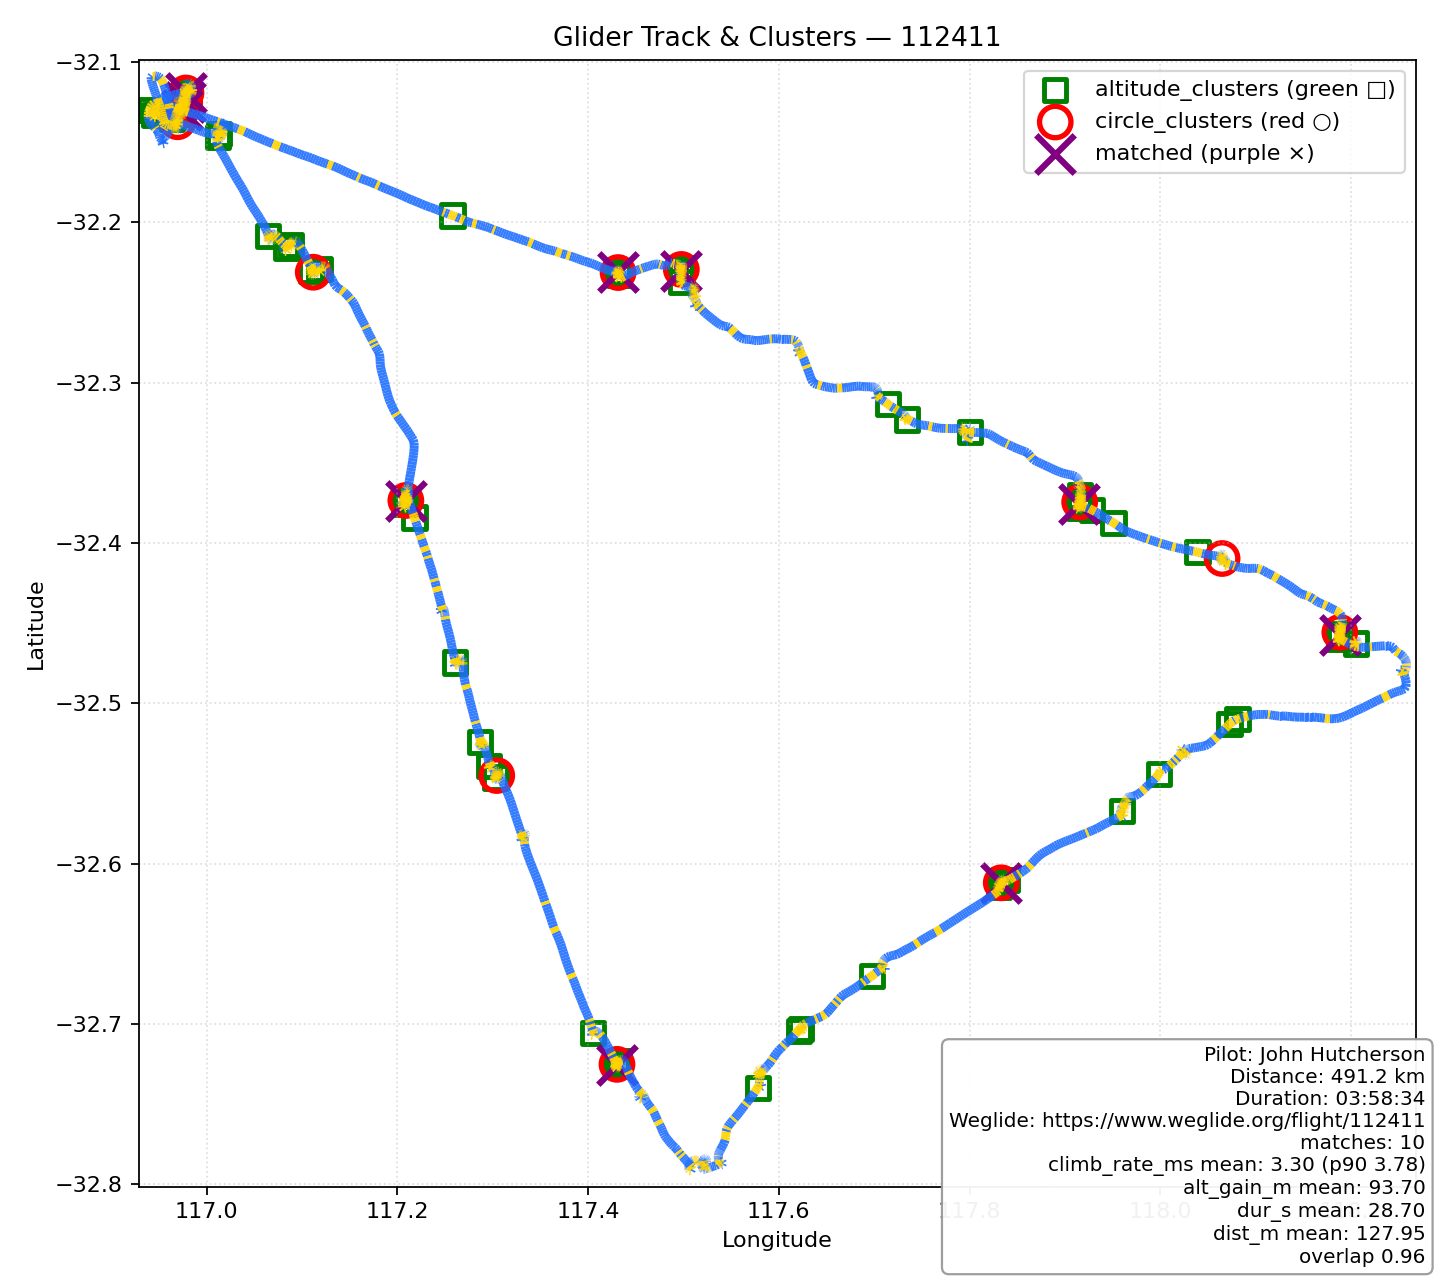 Glider Track & Clusters — 112411
altitude_clusters (green □)
circle_clusters (red ○)
matched (purple ×)
−32.1
−32.2
−32.3
−32.4
−32.5
−32.6
−32.7
−32.8
Latitude
117.0
117.2
117.4
117.6
117.8
118.0
Longitude
Pilot: John Hutcherson
Distance: 491.2 km
Duration: 03:58:34
Weglide: https://www.weglide.org/flight/112411
matches: 10
climb_rate_ms mean: 3.30 (p90 3.78)
alt_gain_m mean: 93.70
dur_s mean: 28.70
dist_m mean: 127.95
overlap 0.96